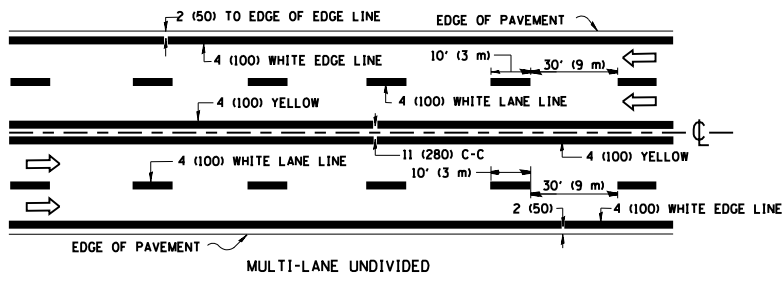 2 (50) TO EDGE OF EDGE LINE
EDGE OF PAVEMENT
4 (100) WHITE EDGE LINE
10' (3 m)
30' (9 m)
4 (100) YELLOW
4 (100) WHITE LANE LINE
℄
4 (100) WHITE LANE LINE
11 (280) C-C
4 (100) YELLOW
10' (3 m)
30' (9 m)
2 (50)
4 (100) WHITE EDGE LINE
EDGE OF PAVEMENT
MULTI-LANE UNDIVIDED